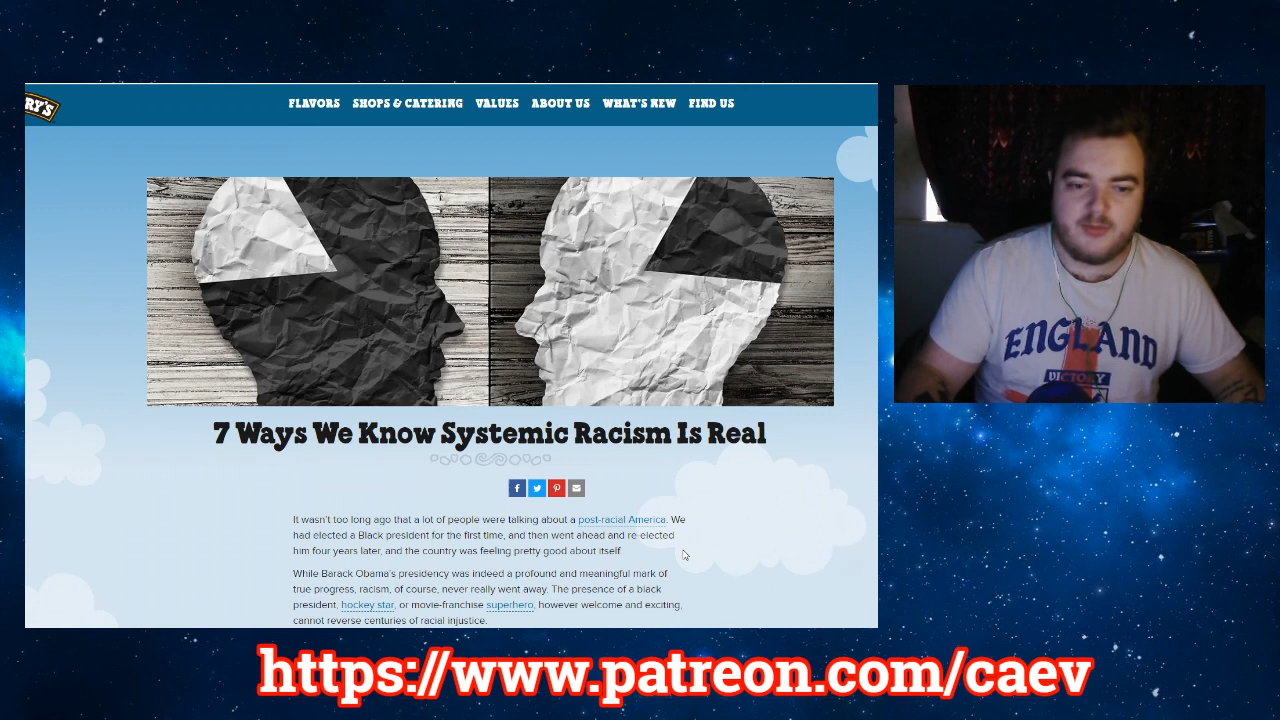 RY'S
FLAVORS SHOPS & CATERING VALUES ABOUT US WHAT'S NEW FIND US
7 Ways We Know Systemic Racism Is Real
It wasn't too long ago that a lot of people were talking about a post-racial America. We
had elected a Black president for the first time, and then went ahead and re-elected
him four years later, and the country was feeling pretty good about itself.
While Barack Obama's presidency was indeed a profound and meaningful mark of
true progress, racism, of course, never really went away. The presence of a black
president, hockey star, or movie-franchise superhero, however welcome and exciting,
cannot reverse centuries of racial injustice.
ENGLAND
VICTORY
https://www.patreon.com/caev